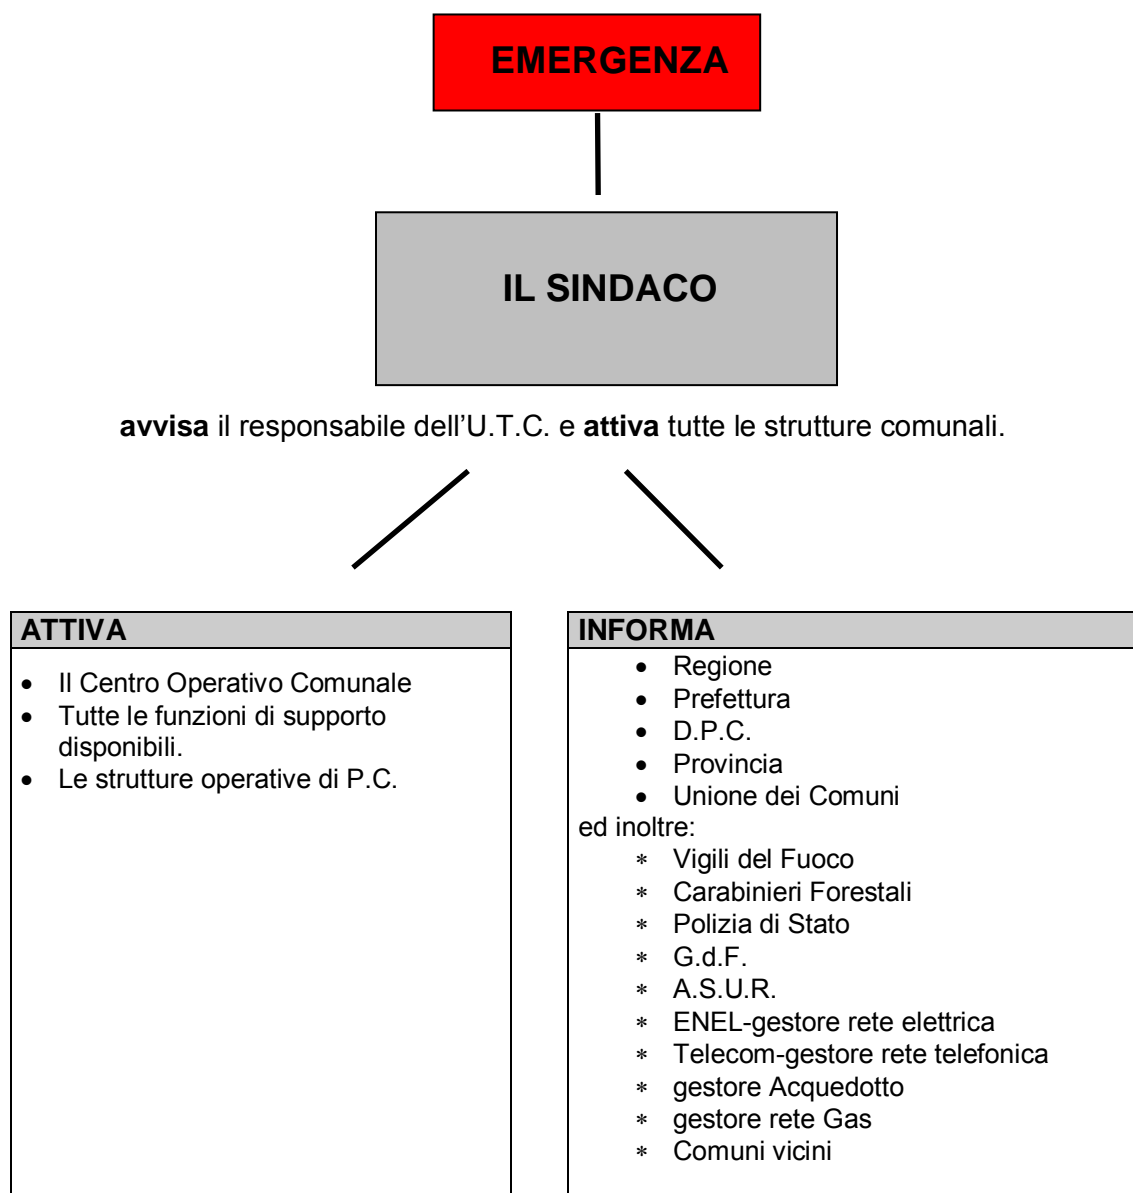 EMERGENZA
IL SINDACO
avvisa il responsabile dell'U.T.C. e attiva tutte le strutture comunali.
ATTIVA
• Il Centro Operativo Comunale
• Tutte le funzioni di supporto
disponibili.
• Le strutture operative di P.C.
INFORMA
• Regione
• Prefettura
• D.P.C.
• Provincia
• Unione dei Comuni
ed inoltre:
* Vigili del Fuoco
* Carabinieri Forestali
* Polizia di Stato
* G.d.F.
* A.S.U.R.
* ENEL-gestore rete elettrica
* Telecom-gestore rete telefonica
* gestore Acquedotto
* gestore rete Gas
* Comuni vicini